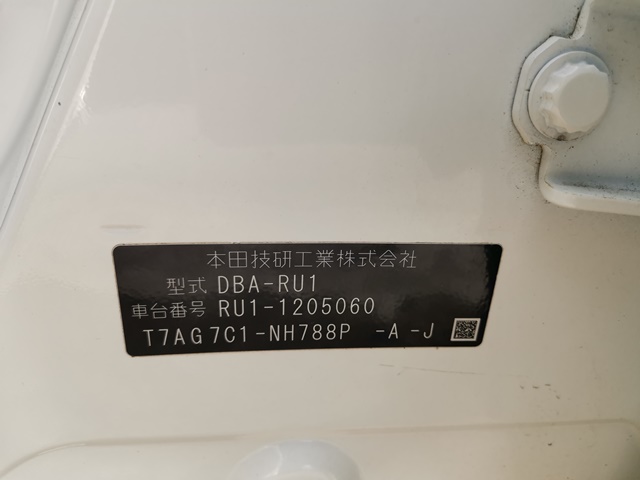 本田技研工業株式会社
型式 DBA-RU1
車台番号 RU1-1205060
T7AG7C1-NH788P -A -J